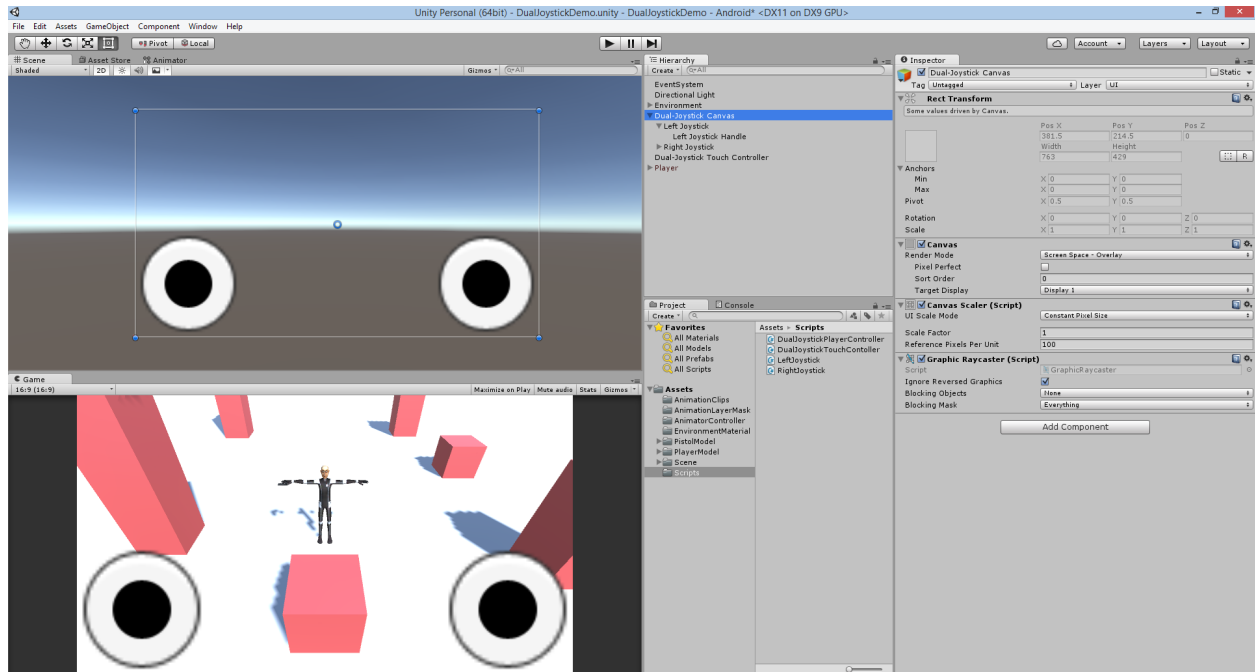 Unity Personal (64bit) - DualJoystickDemo.unity - DualJoystickDemo - Android* <DX11 on DX9 GPU>
File Edit Assets GameObject Component Window Help
Pivot Local
Account Layers Layout
Scene Asset Store Animator
Shaded 2D Gizmos All
Game
16:9 (16:9) Maximize on Play Mute audio Stats Gizmos
Hierarchy
Create All
EventSystem
Directional Light
Environment
Dual-Joystick Canvas
Left Joystick
Left Joystick Handle
Right Joystick
Dual-Joystick Touch Controller
Player
Project Console
Create
Favorites
All Materials
All Models
All Prefabs
All Scripts
Assets
AnimationClips
AnimationLayerMask
AnimatorController
EnvironmentMaterial
PistolModel
PlayerModel
Scene
Scripts
Assets Scripts
DualJoystickPlayerController
DualJoystickTouchContoller
LeftJoystick
RightJoystick
Inspector
Dual-Joystick Canvas Static
Tag Untagged Layer UI
Rect Transform
Some values driven by Canvas.
Pos X Pos Y Pos Z
381.5 214.5 0
Width Height
763 429
R
Anchors
Min X 0 Y 0
Max X 0 Y 0
Pivot X 0.5 Y 0.5
Rotation X 0 Y 0 Z 0
Scale X 1 Y 1 Z 1
Canvas
Render Mode Screen Space - Overlay
Pixel Perfect
Sort Order 0
Target Display Display 1
Canvas Scaler (Script)
UI Scale Mode Constant Pixel Size
Scale Factor 1
Reference Pixels Per Unit 100
Graphic Raycaster (Script)
Script GraphicRaycaster
Ignore Reversed Graphics
Blocking Objects None
Blocking Mask Everything
Add Component